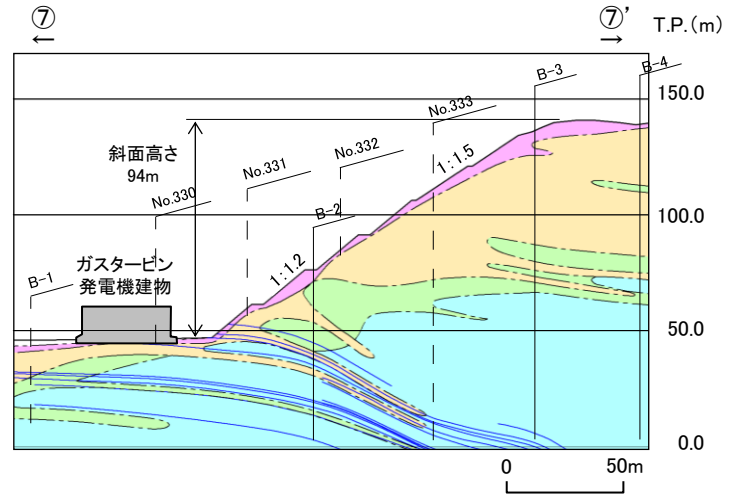 ⑦
←
⑦'
→
T.P.(m)
B-3
B-4
150.0
No.333
斜面高さ
94m
No.332
1:1.5
No.331
No.330
100.0
B-2
ガスタービン
発電機建物
1:1.2
B-1
50.0
0.0
0 50m